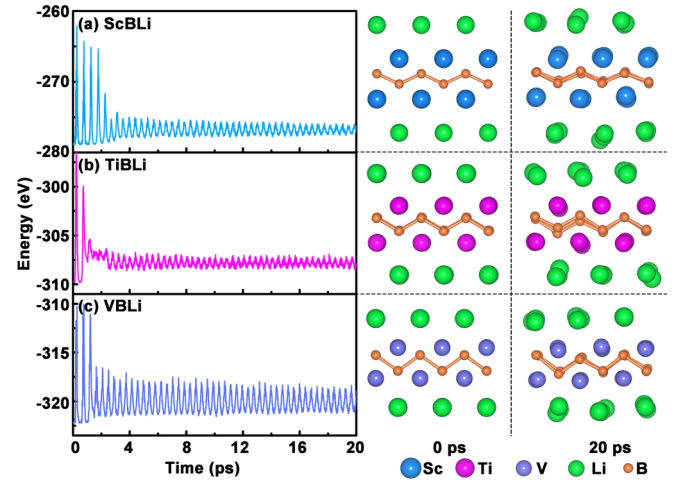 -260
(a) ScBLi
-270
-280
(b) TiBLi
-300
-305
-310
-310
(c) VBLi
-315
-320
Energy (eV)
0 4 8 12 16 20
Time (ps)
0 ps 20 ps
Sc Ti V Li B